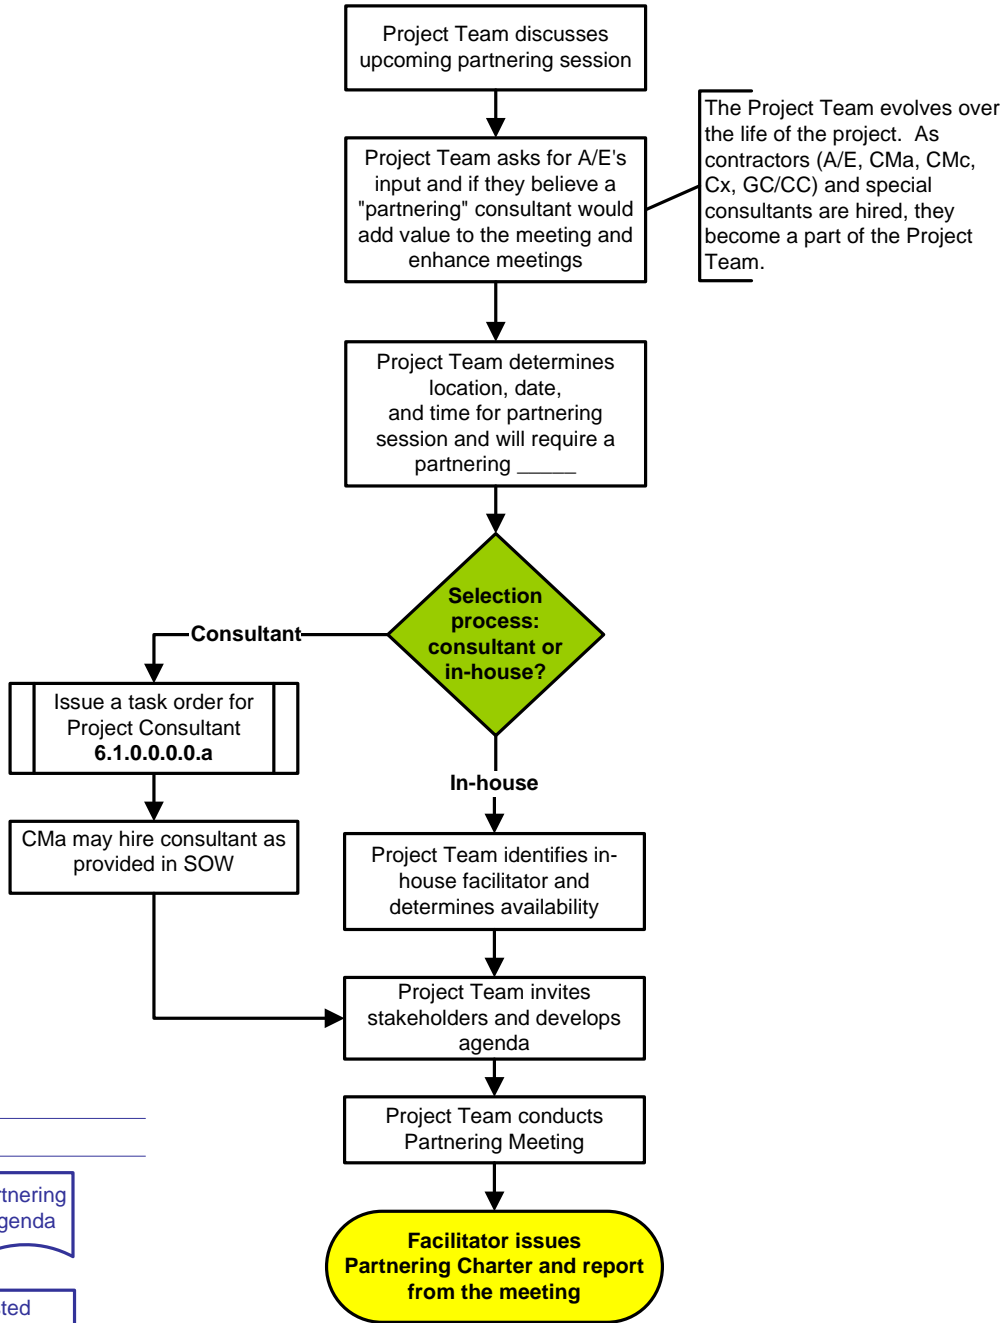 Project Team discusses
upcoming partnering session
The Project Team evolves over
the life of the project.  As
contractors (A/E, CMa, CMc,
Cx, GC/CC) and special
consultants are hired, they
become a part of the Project
Team.
Project Team asks for A/E's
input and if they believe a
"partnering" consultant would
add value to the meeting and
enhance meetings
Project Team determines
location, date,
and time for partnering
session and will require a
partnering _____
Selection
process:
consultant or
in-house?
Consultant
Issue a task order for
Project Consultant
6.1.0.0.0.0.a
In-house
CMa may hire consultant as
provided in SOW
Project Team identifies in-
house facilitator and
determines availability
Project Team invites
stakeholders and develops
agenda
Project Team conducts
Partnering Meeting
Facilitator issues
Partnering Charter and report
from the meeting